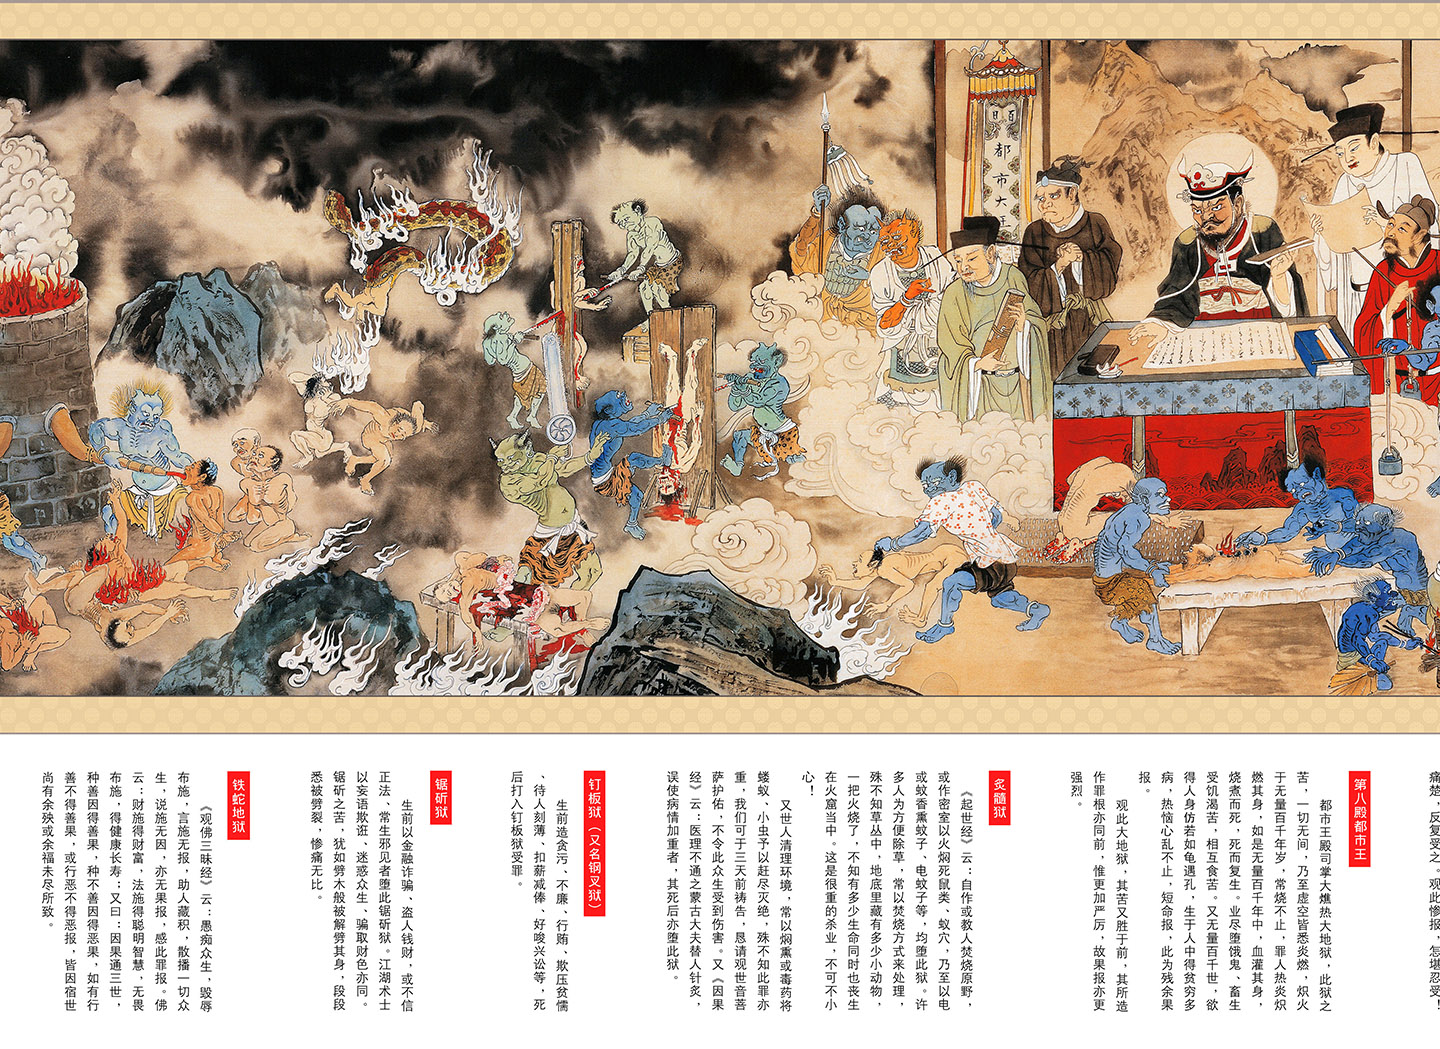 都市大王
痛楚，反复受之。观此惨报，怎堪忍受！
第八殿都市王
都市王殿司掌大燋热大地狱，此狱之
苦，一切无间，乃至虚空皆悉炎燃，炽火
于无量百千年岁，常烧不止，罪人热炎炽
燃其身，如是无量百千年中，血灌其身，
烧煮而死，死而复生。业尽堕饿鬼、畜生
受饥渴苦，相互食苦。又无量百千世，欲
得人身仿若如龟遇孔，生于人中得贫穷多
病，热恼心乱不止，短命报，此为残余果
报。
观此大地狱，其苦又胜于前，其所造
作罪根亦同前，惟更加严厉，故果报亦更
强烈。
炙髓狱
《起世经》云：自作或教人焚烧原野，
或作密室以火焖死鼠类、蚁穴，乃至以电
或蚊香熏蚊子、电蚊子等，均堕此狱。许
多人为方便除草，常以焚烧方式来处理，
殊不知草丛中，地底里藏有多少小动物，
一把火烧了，不知有多少生命同时也丧生
在火窟当中。这是很重的杀业，不可不小
心！
又世人清理环境，常以焖熏或毒药将
蝼蚁、小虫予以赶尽灭绝，殊不知此罪亦
重，我们可于三天前祷告，恳请观世音菩
萨护佑，不令此众生受到伤害。又《因果
经》云：医理不通之蒙古大夫替人针炙，
误使病情加重者，其死后亦堕此狱。
钉板狱（又名钢叉狱）
生前造贪污、不廉、行贿、欺压贫懦
、待人刻薄、扣薪减俸、好唆兴讼等，死
后打入钉板狱受罪。
锯斫狱
生前以金融诈骗、盗人钱财，或不信
正法、常生邪见者堕此锯斫狱。江湖术士
以妄语欺诳、迷惑众生、骗取财色亦同。
锯斫之苦，犹如劈木般被解劈其身，段段
悉被劈裂，惨痛无比。
铁蛇地狱
《观佛三昧经》云：愚痴众生，毁辱
布施，言施无报，助人藏积，散播一切众
生，说施无因，亦无果报，感此罪报。佛
云：财施得财富，法施得聪明智慧，无畏
布施，得健康长寿；又曰：因果通三世，
种善因得善果，种不善因得恶果，如有行
善不得善果，或行恶不得恶报，皆因宿世
尚有余殃或余福未尽所致。